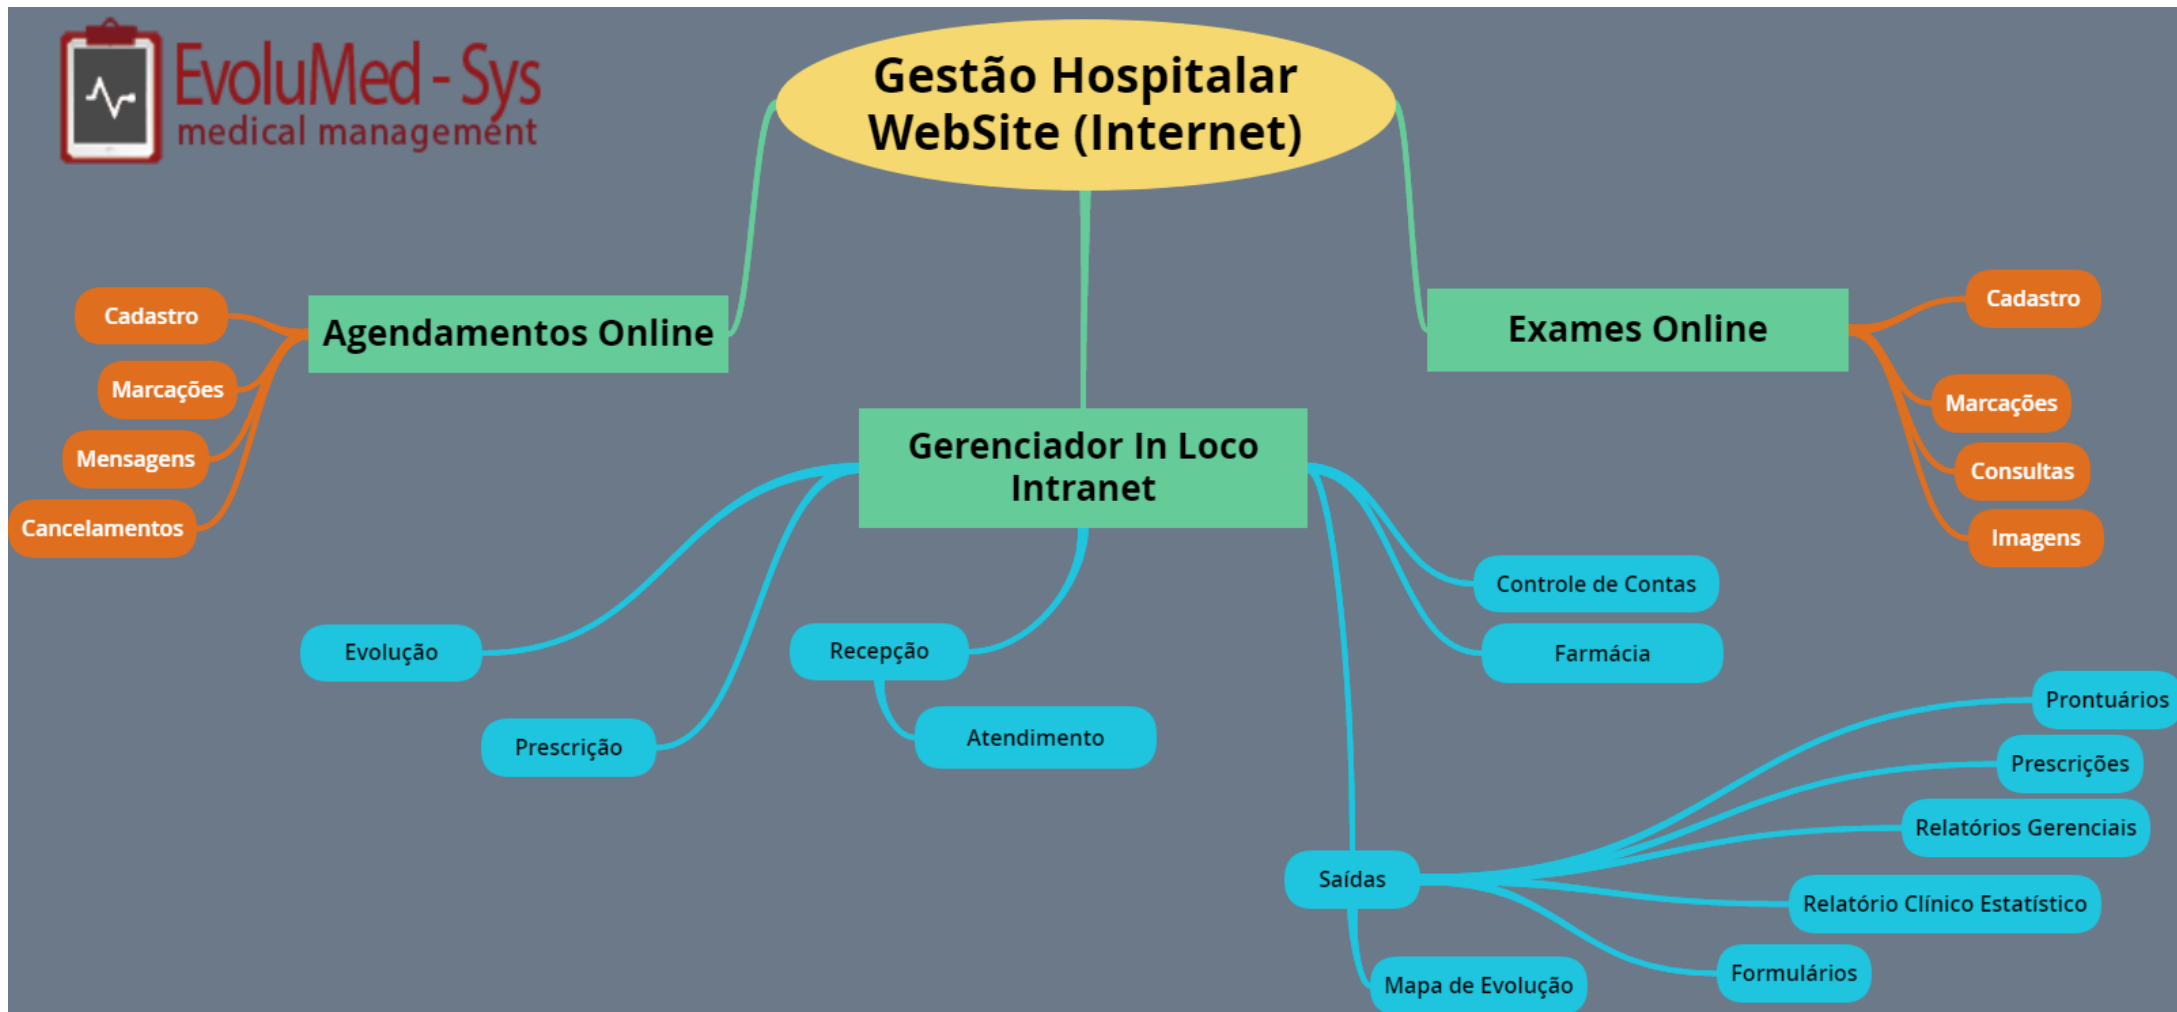 EvoluMed - Sys
medical management
Gestão Hospitalar
WebSite (Internet)
Agendamentos Online
Cadastro
Marcações
Mensagens
Cancelamentos
Exames Online
Cadastro
Marcações
Consultas
Imagens
Gerenciador In Loco
Intranet
Evolução
Prescrição
Recepção
Atendimento
Controle de Contas
Farmácia
Saídas
Prontuários
Prescrições
Relatórios Gerenciais
Relatório Clínico Estatístico
Formulários
Mapa de Evolução